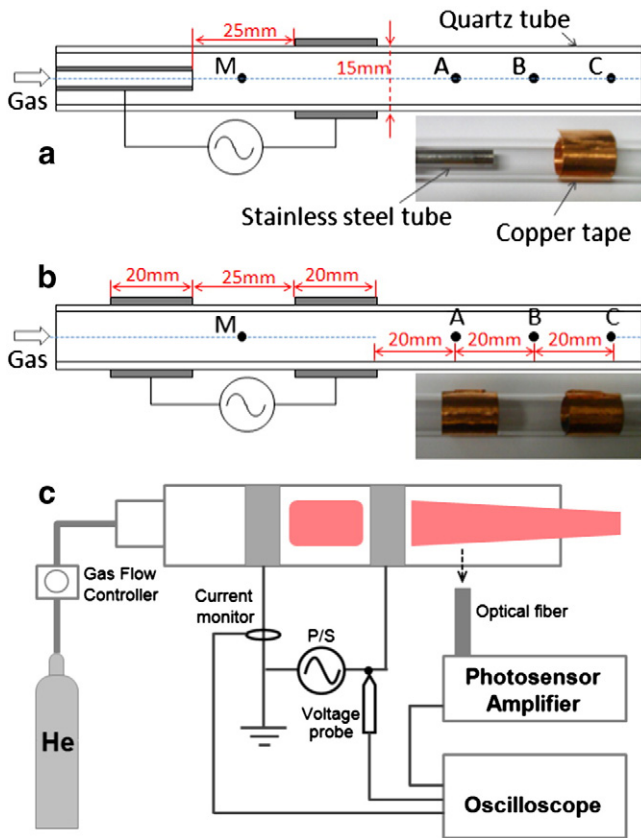 Quartz tube
25mm
M
15mm
A
B
C
Gas
a
Stainless steel tube
Copper tape
b
20mm
25mm
20mm
M
A
B
C
Gas
20mm
20mm
20mm
c
Gas Flow
Controller
Current
monitor
P/S
Optical fiber
Voltage
probe
Photosensor
Amplifier
He
Oscilloscope